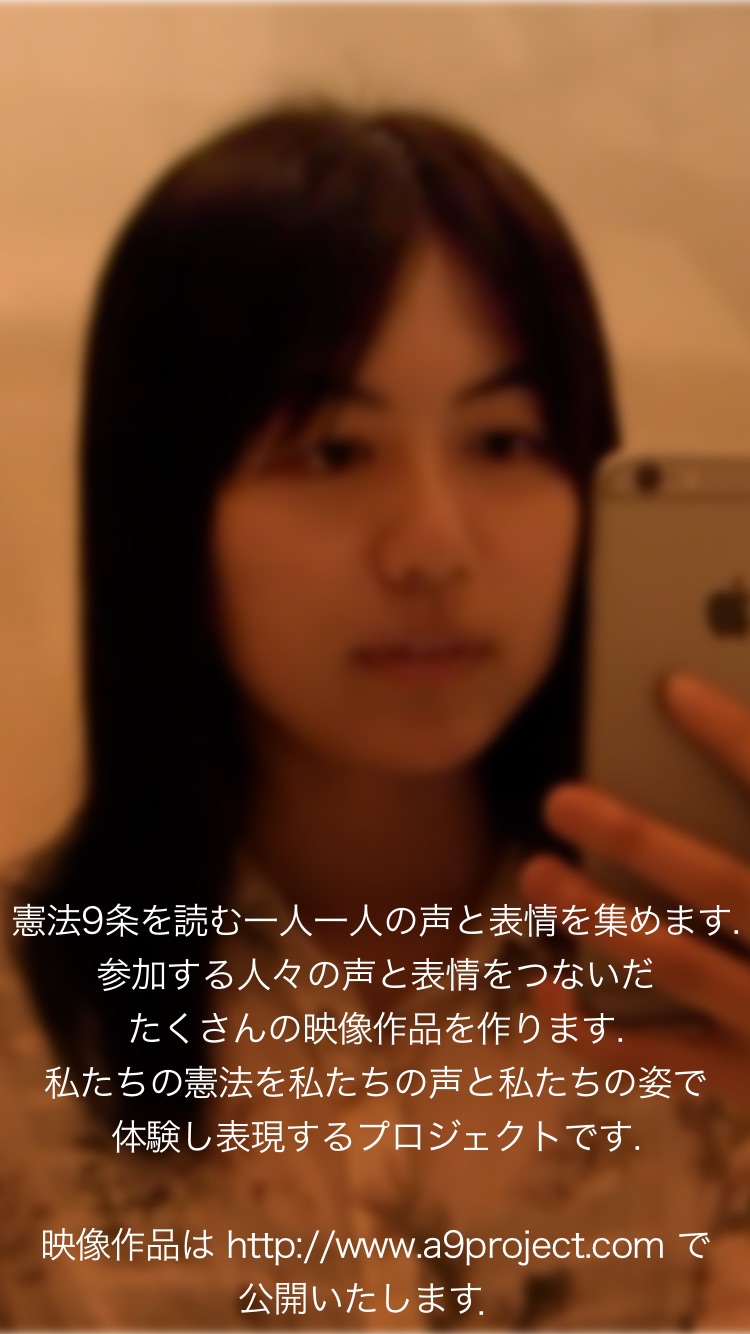 憲法9条を読む一人一人の声と表情を集めます.
参加する人々の声と表情をつないだ
たくさんの映像作品を作ります.
私たちの憲法を私たちの声と私たちの姿で
体験し表現するプロジェクトです.
映像作品は http://www.a9project.com で
公開いたします.